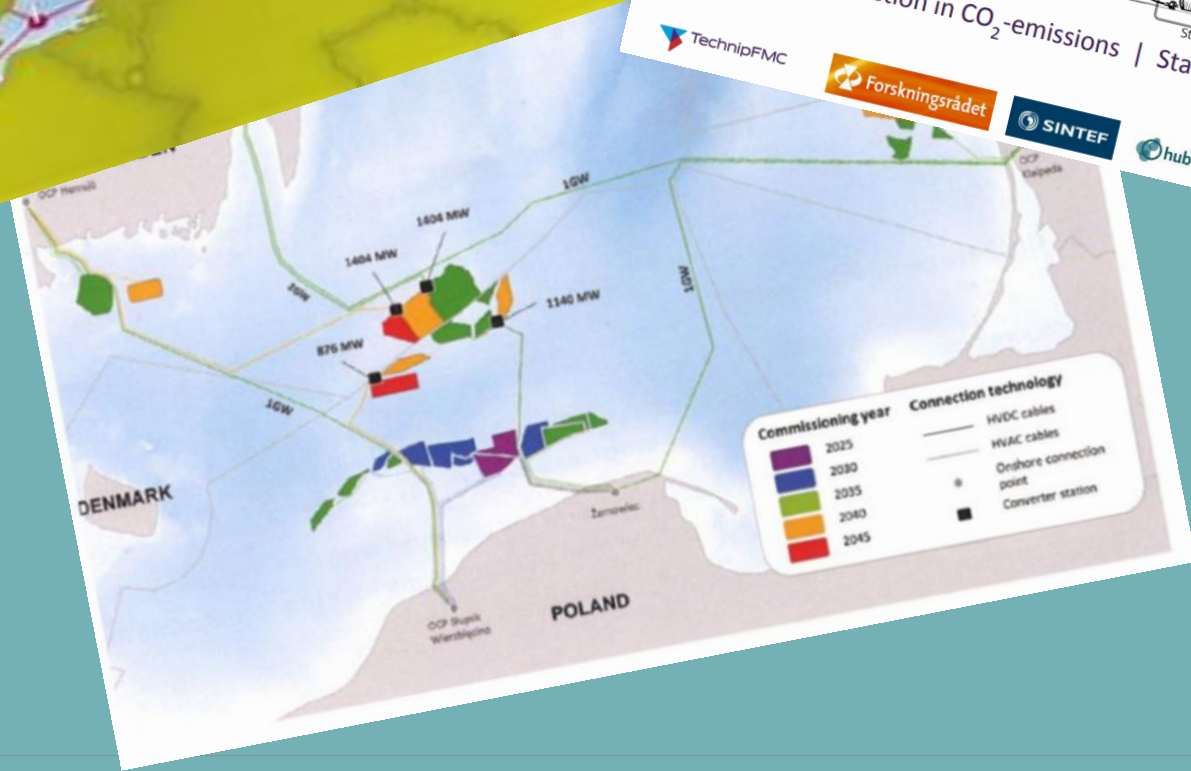 in CO2-emissions | Sta
TechnipFMC
Forskningsrådet
SINTEF
hub
OCP
Klaipeda
1GW
1404 MW
1404 MW
1GW
1140 MW
876 MW
1GW
Commissioning year
2025
2030
2035
2040
2045
Connection technology
HVDC cables
HVAC cables
Onshore connection
point
Converter station
DENMARK
Żarnowiec
POLAND
OCP Słupsk
Wierzbięcino